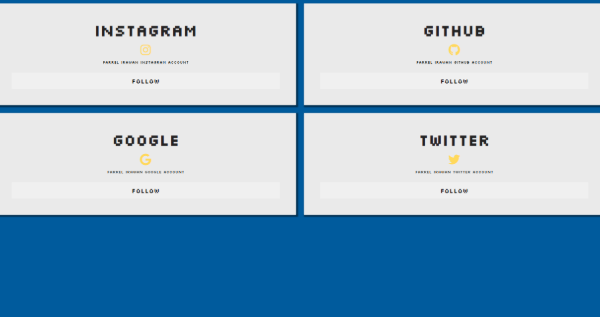 INSTAGRAM
FARREL IRAWAN INSTAGRAM ACCOUNT
FOLLOW
GITHUB
FARREL IRAWAN GITHUB ACCOUNT
FOLLOW
GOOGLE
FARREL IRAWAN GOOGLE ACCOUNT
FOLLOW
TWITTER
FARREL IRAWAN TWITTER ACCOUNT
FOLLOW